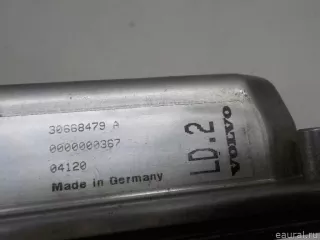 30668479 A
0000000367
04120
Made in Germany
LD.2
VOLVO
eaural.ru